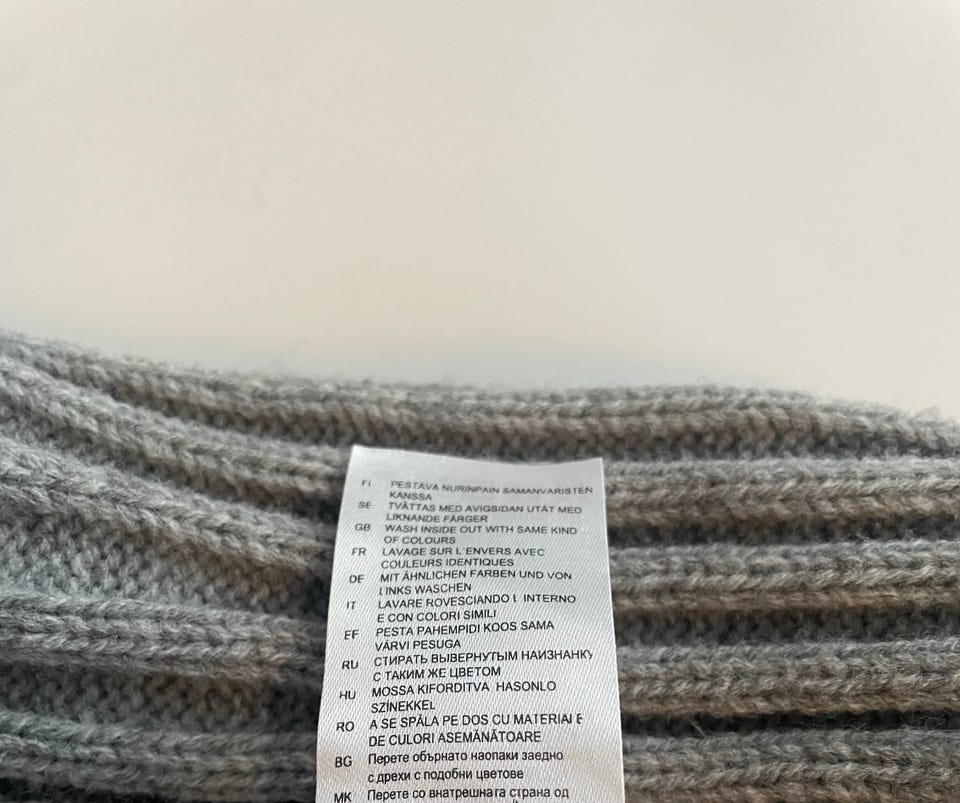 FI PESTÄVÄ NURINPÄIN SAMANVÄRISTEN
KANSSA
SE TVÄTTAS MED AVIGSIDAN UTÅT MED
LIKNANDE FÄRGER
GB WASH INSIDE OUT WITH SAME KIND
OF COLOURS
FR LAVAGE SUR L'ENVERS AVEC
COULEURS IDENTIQUES
DE MIT ÄHNLICHEN FARBEN UND VON
LINKS WASCHEN
IT LAVARE ROVESCIANDO L INTERNO
E CON COLORI SIMILI
EE PESTA PAHEMPIDI KOOS SAMA
VÄRVI PESUGA
RU СТИРАТЬ ВЫВЕРНУТЫМ НАИЗНАНКУ
С ТАКИМ ЖЕ ЦВЕТОМ
HU MOSSA KIFORDITVA HASONLO
SZÍNEKKEL
RO A SE SPĂLA PE DOS CU MATERIALE
DE CULORI ASEMĂNĂTOARE
BG Перете обърнато наопаки заедно
с дрехи с подобни цветове
MK Перете со внатрешната страна од